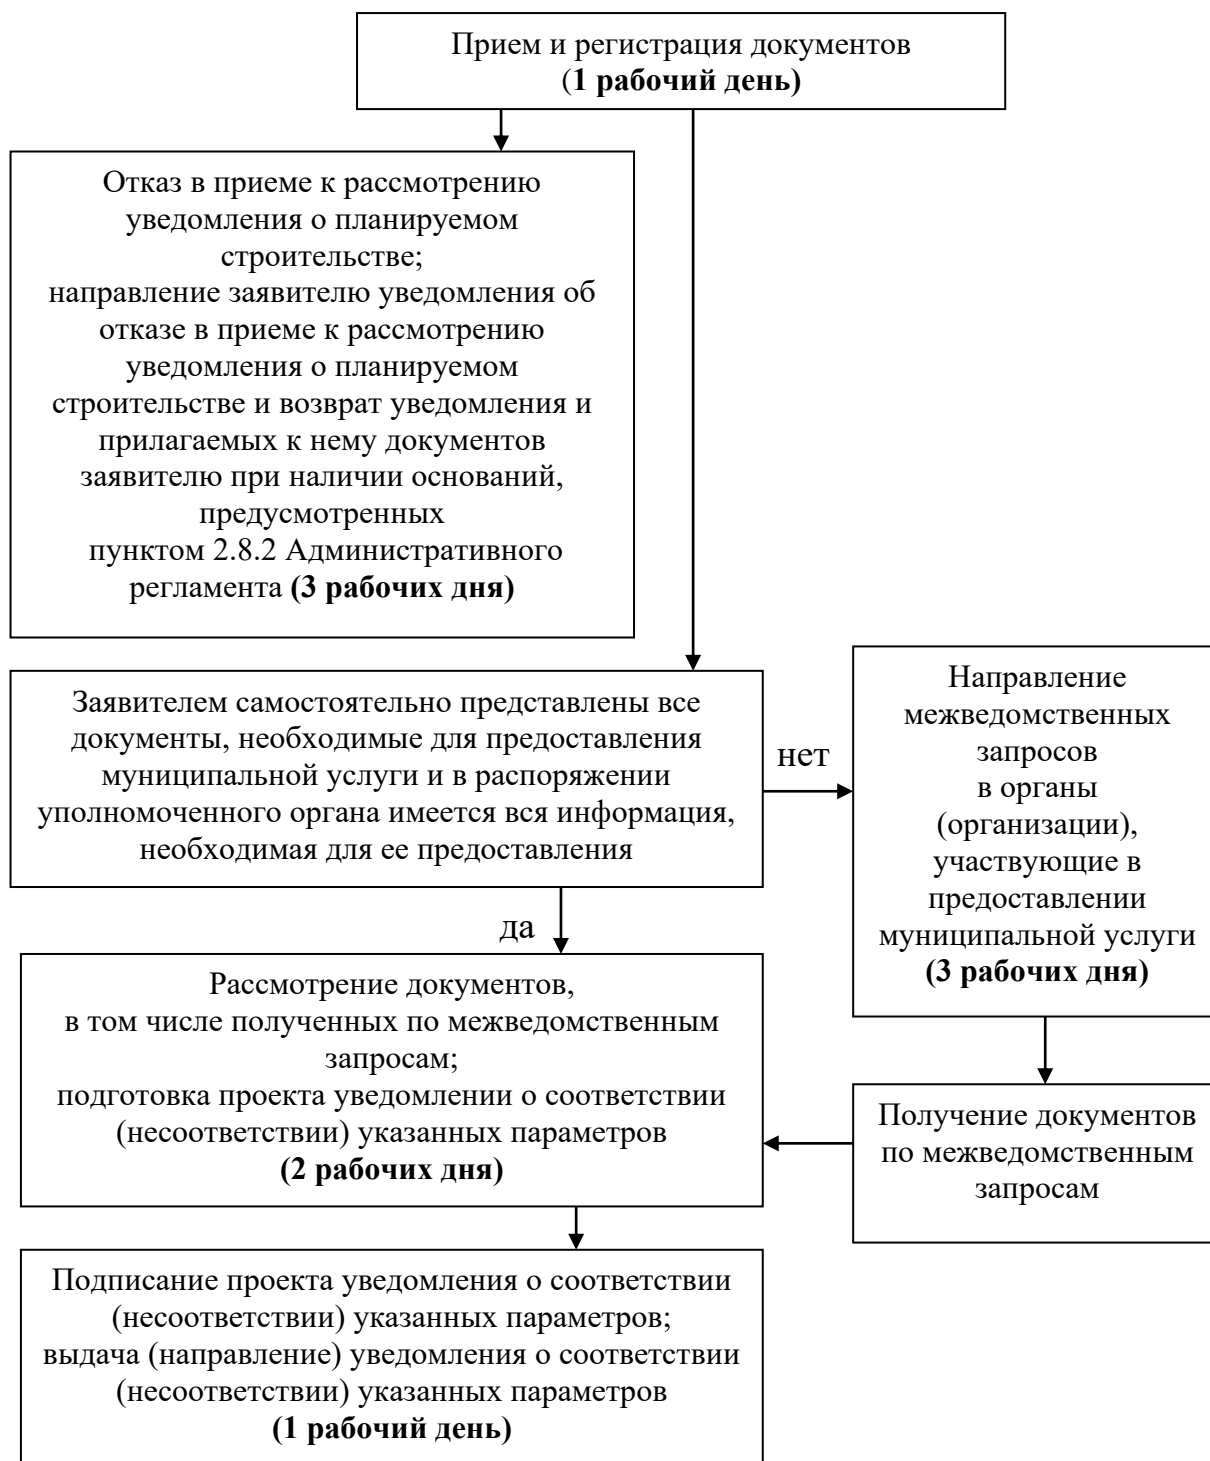 Прием и регистрация документов
(1 рабочий день)
Отказ в приеме к рассмотрению
уведомления о планируемом
строительстве;
направление заявителю уведомления об
отказе в приеме к рассмотрению
уведомления о планируемом
строительстве и возврат уведомления и
прилагаемых к нему документов
заявителю при наличии оснований,
предусмотренных
пунктом 2.8.2 Административного
регламента (3 рабочих дня)
Заявителем самостоятельно представлены все
документы, необходимые для предоставления
муниципальной услуги и в распоряжении
уполномоченного органа имеется вся информация,
необходимая для ее предоставления
нет
Направление
межведомственных
запросов
в органы
(организации),
участвующие в
предоставлении
муниципальной услуги
(3 рабочих дня)
да
Рассмотрение документов,
в том числе полученных по межведомственным
запросам;
подготовка проекта уведомлении о соответствии
(несоответствии) указанных параметров
(2 рабочих дня)
Получение документов
по межведомственным
запросам
Подписание проекта уведомления о соответствии
(несоответствии) указанных параметров;
выдача (направление) уведомления о соответствии
(несоответствии) указанных параметров
(1 рабочий день)